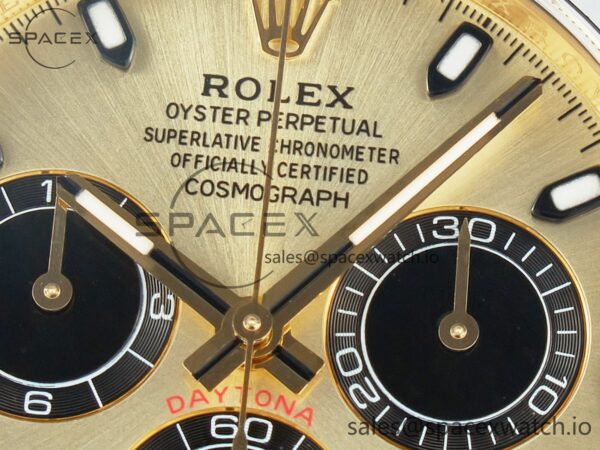 SPACEX
ROLEX
OYSTER PERPETUAL
SUPERLATIVE CHRONOMETER
OFFICIALLY CERTIFIED
COSMOGRAPH
SPACEX
sales@spacexwatch.io
1
3
9
6
30
20
10
DAYTONA
60
sales@spacexwatch.io